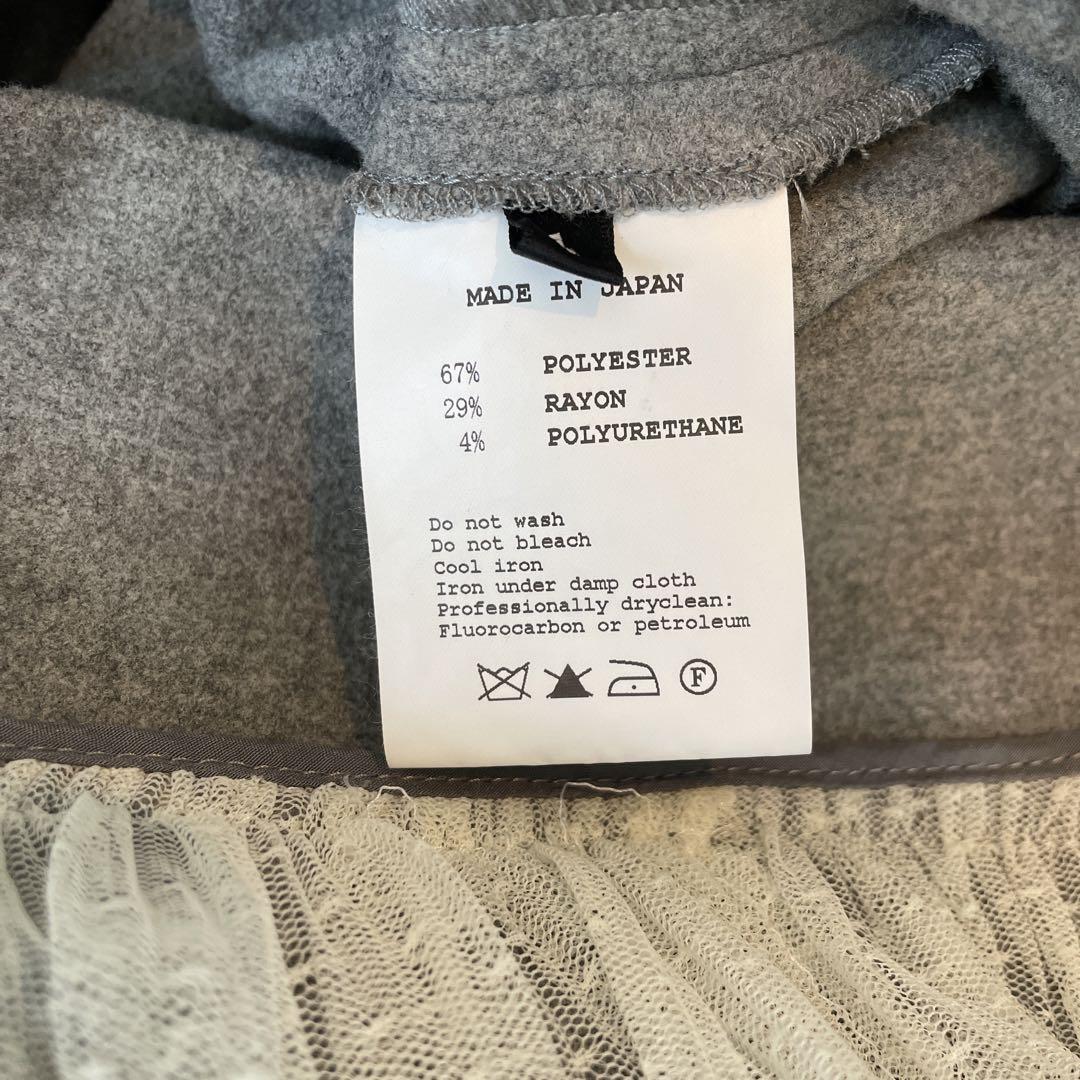 MADE IN JAPAN
67% POLYESTER
29% RAYON
4% POLYURETHANE
Do not wash
Do not bleach
Cool iron
Iron under damp cloth
Professionally dryclean:
Fluorocarbon or petroleum
F